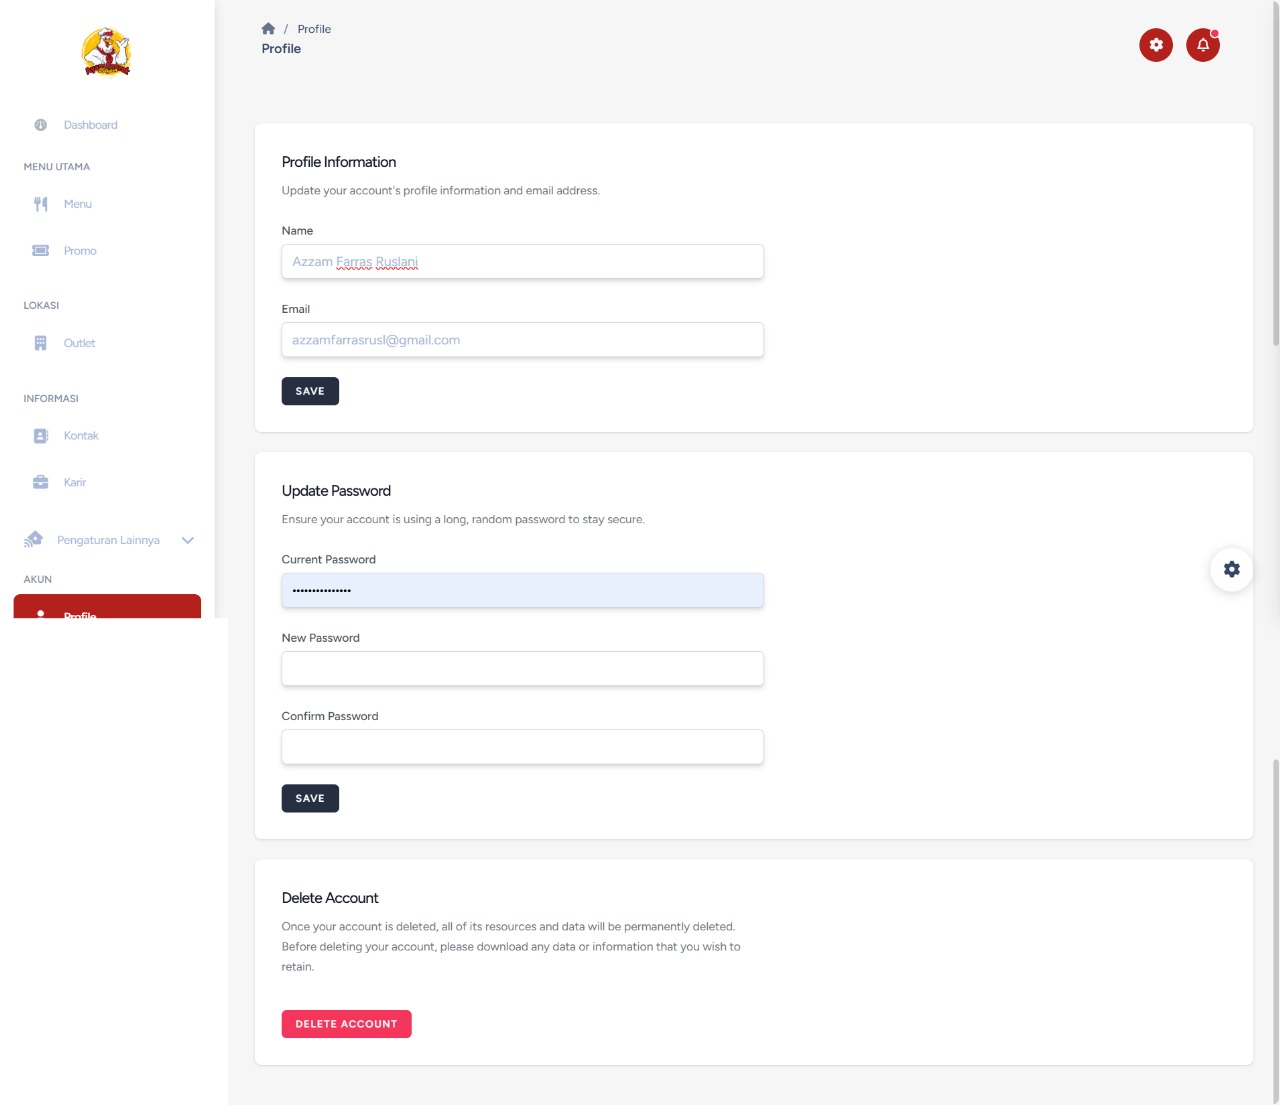 Dashboard
MENU UTAMA
Menu
Promo
LOKASI
Outlet
INFORMASI
Kontak
Karir
Pengaturan Lainnya
AKUN
Profile
/ Profile
Profile
Profile Information
Update your account's profile information and email address.
Name
Azzam Farras Ruslani
Email
azzamfarrasrusl@gmail.com
SAVE
Update Password
Ensure your account is using a long, random password to stay secure.
Current Password
•••••••••••••••
New Password
Confirm Password
SAVE
Delete Account
Once your account is deleted, all of its resources and data will be permanently deleted.
Before deleting your account, please download any data or information that you wish to
retain.
DELETE ACCOUNT